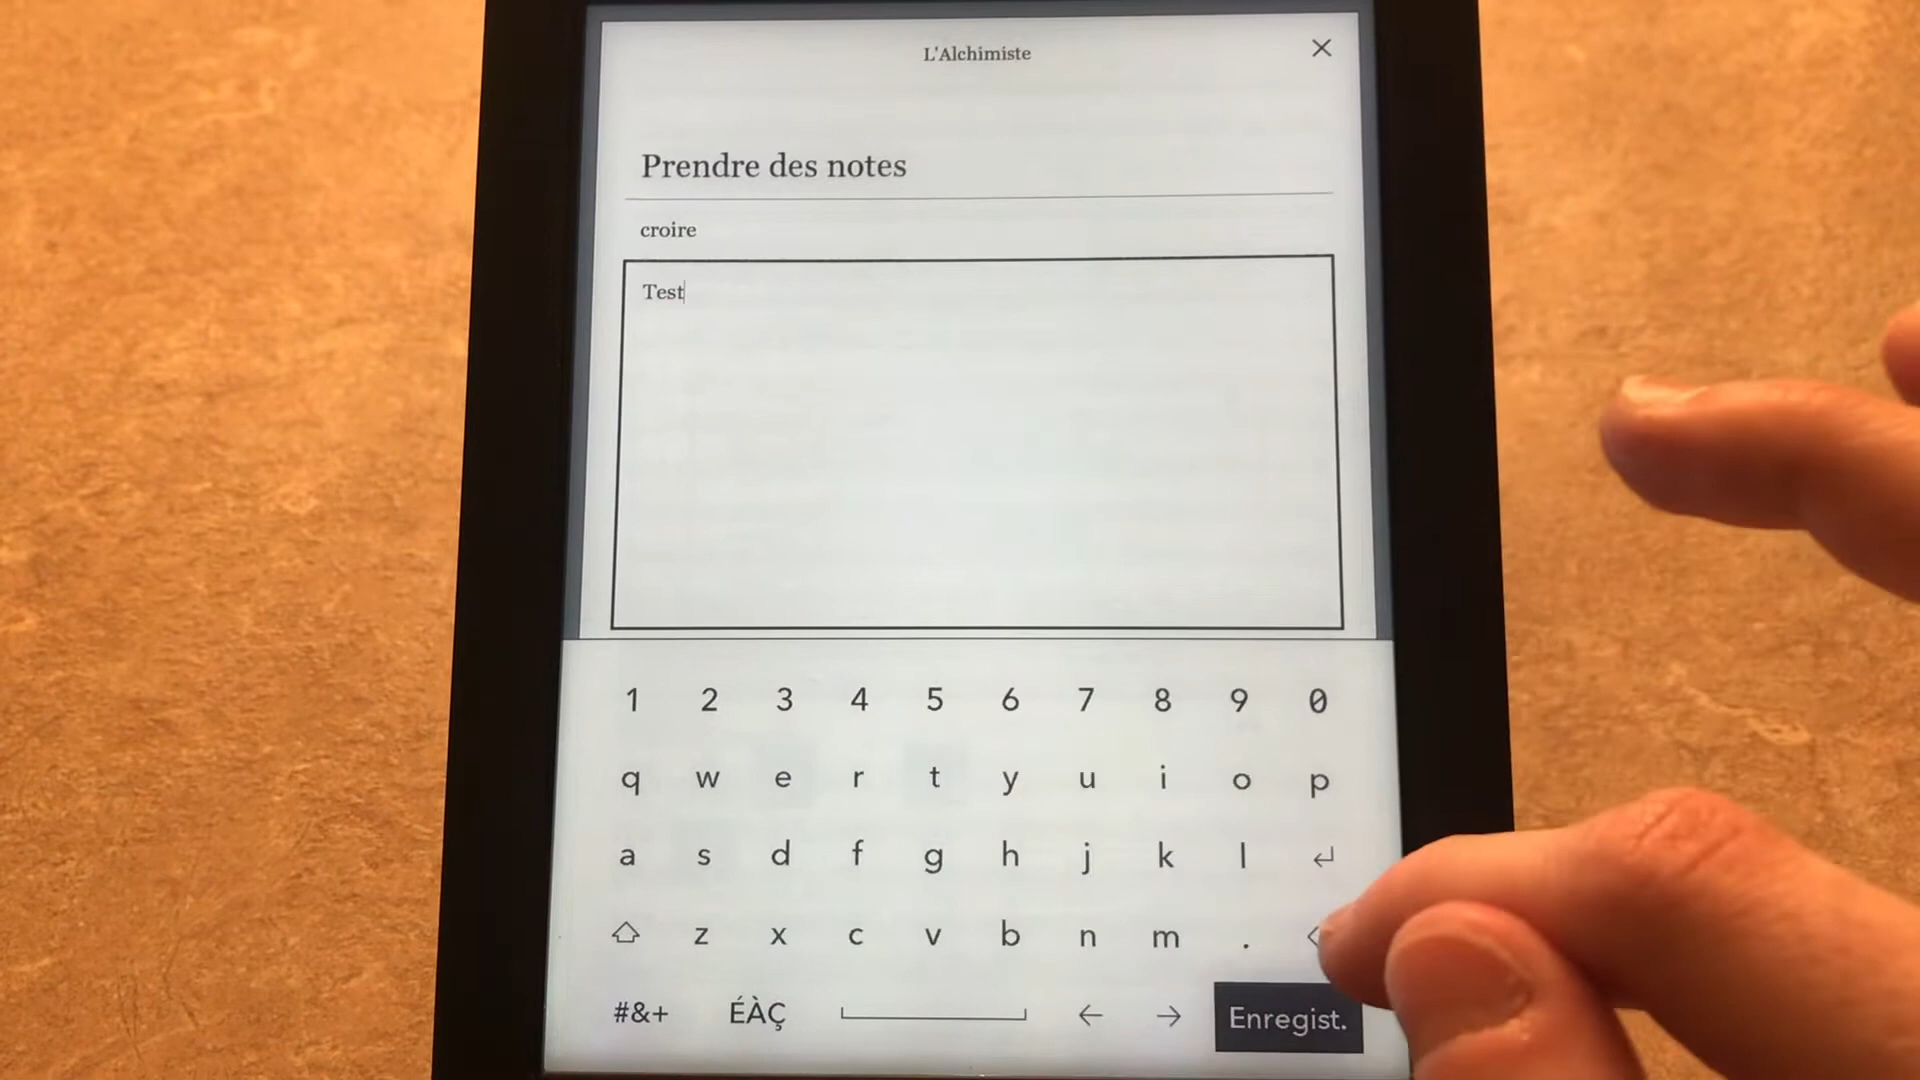 L'Alchimiste
Prendre des notes
croire
Test
1 2 3 4 5 6 7 8 9 0
q w e r t y u i o p
a s d f g h j k l
z x c v b n m .
#&+ ÉÀÇ Enregist.